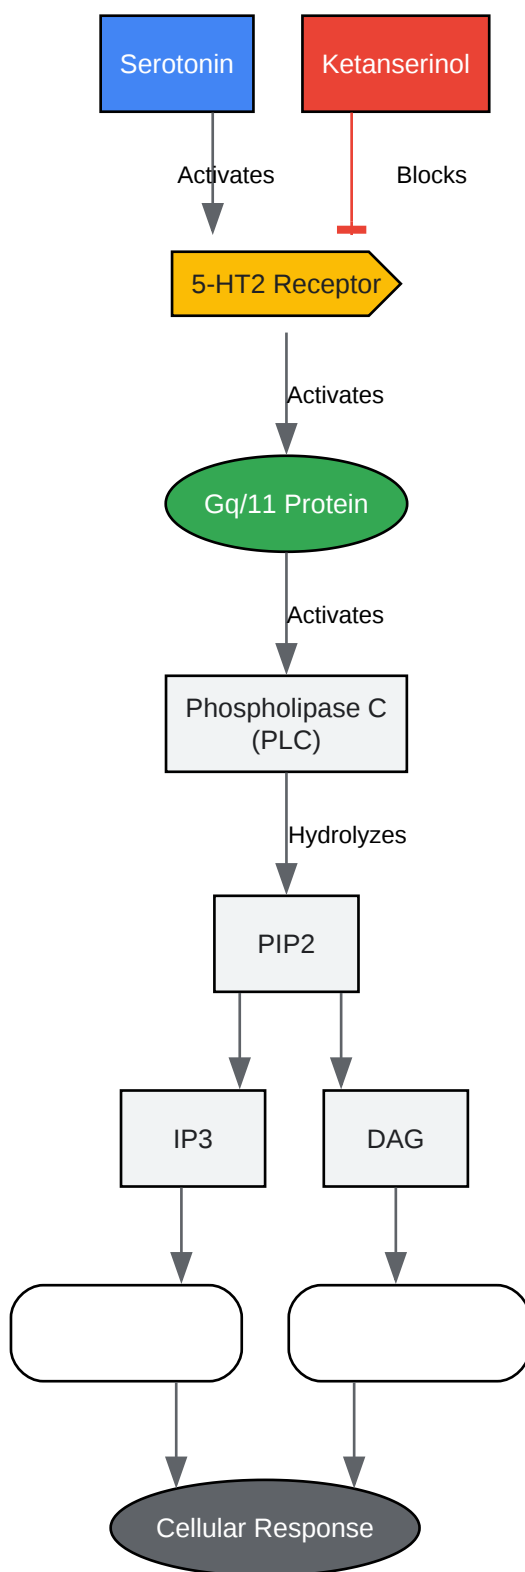 Serotonin
Ketanserinol
Activates
Blocks
5-HT2 Receptor
Activates
Gq/11 Protein
Activates
Phospholipase C
(PLC)
Hydrolyzes
PIP2
IP3
DAG
Cellular Response